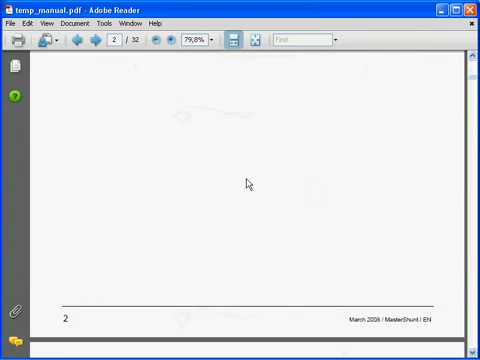 temp_manual.pdf - Adobe Reader
File Edit View Document Tools Window Help
2 / 32 79,8% Find
2 March 2008 / MasterShunt / EN